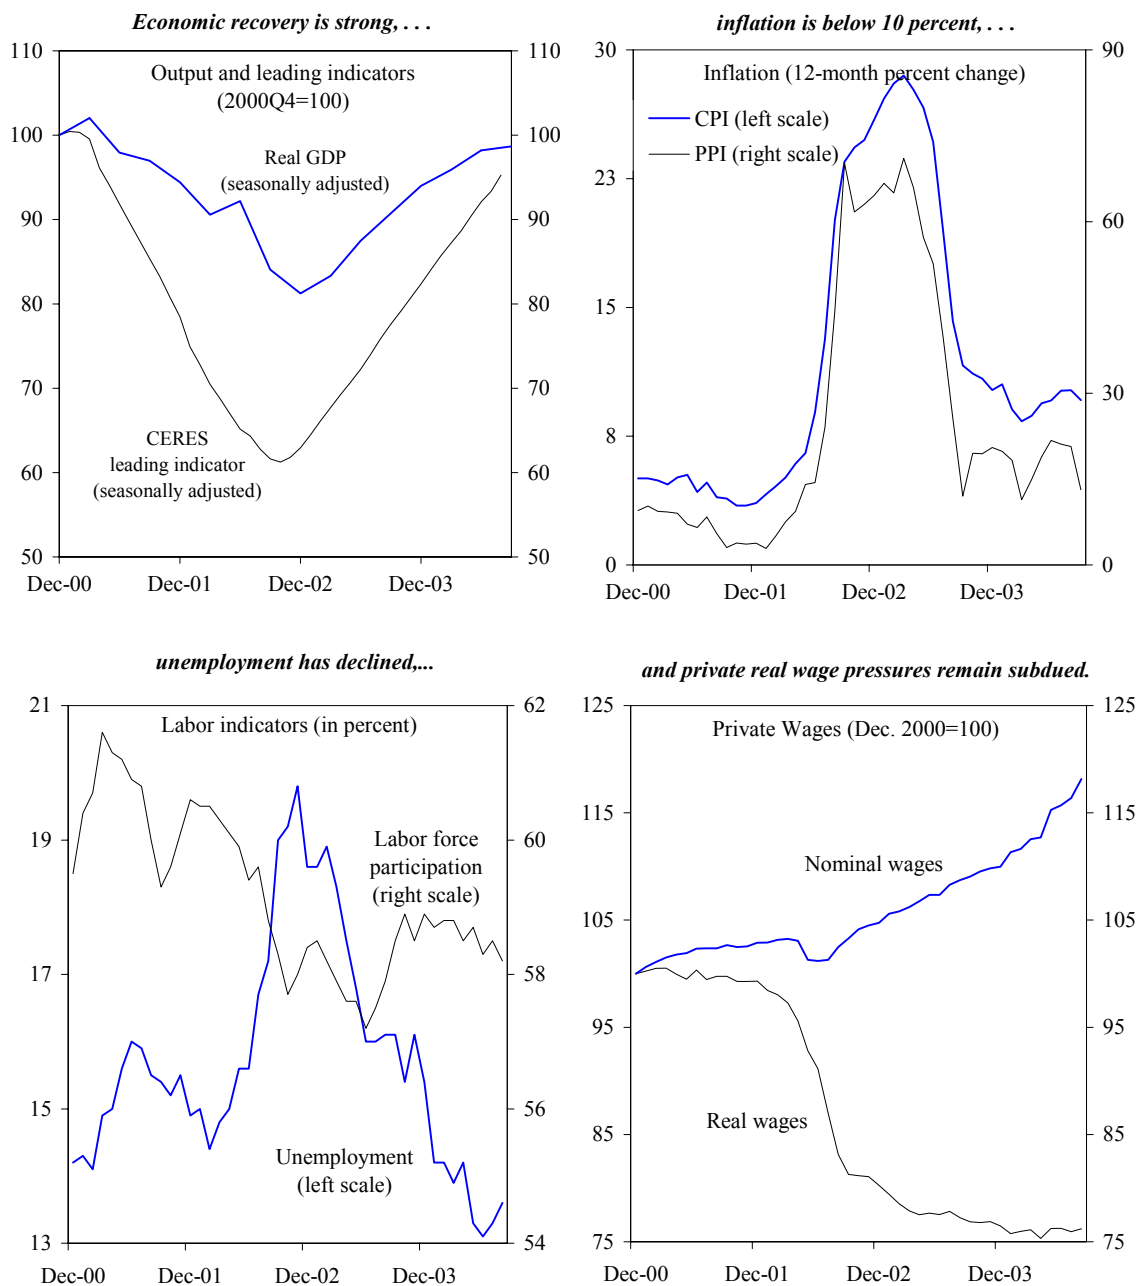 Economic recovery is strong, . . .
Output and leading indicators
(2000Q4=100)
110
100
90
80
70
60
50
110
100
90
80
70
60
50
Real GDP
(seasonally adjusted)
CERES
leading indicator
(seasonally adjusted)
Dec-00
Dec-01
Dec-02
Dec-03
inflation is below 10 percent, . . .
Inflation (12-month percent change)
CPI (left scale)
PPI (right scale)
30
23
15
8
0
90
60
30
0
Dec-00
Dec-01
Dec-02
Dec-03
unemployment has declined,...
Labor indicators (in percent)
21
19
17
15
13
62
60
58
56
54
Labor force
participation
(right scale)
Unemployment
(left scale)
Dec-00
Dec-01
Dec-02
Dec-03
and private real wage pressures remain subdued.
Private Wages (Dec. 2000=100)
125
115
105
95
85
75
125
115
105
95
85
75
Nominal wages
Real wages
Dec-00
Dec-01
Dec-02
Dec-03